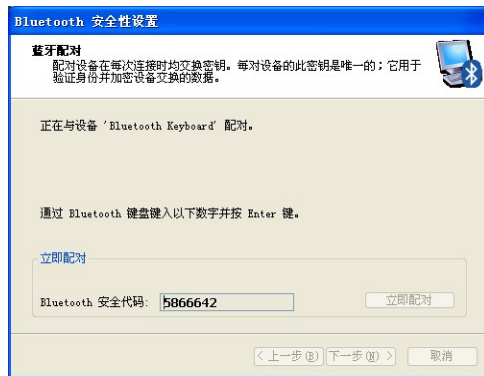 Bluetooth 安全性设置
蓝牙配对
配对设备在每次连接时均交换密钥。每对设备的此密钥是唯一的；它用于
验证身份并加密设备交换的数据。
正在与设备 'Bluetooth Keyboard' 配对。
通过 Bluetooth 键盘键入以下数字并按 Enter 键。
立即配对
Bluetooth 安全代码: 5866642 立即配对
< 上一步(B) 下一步(N) > 取消